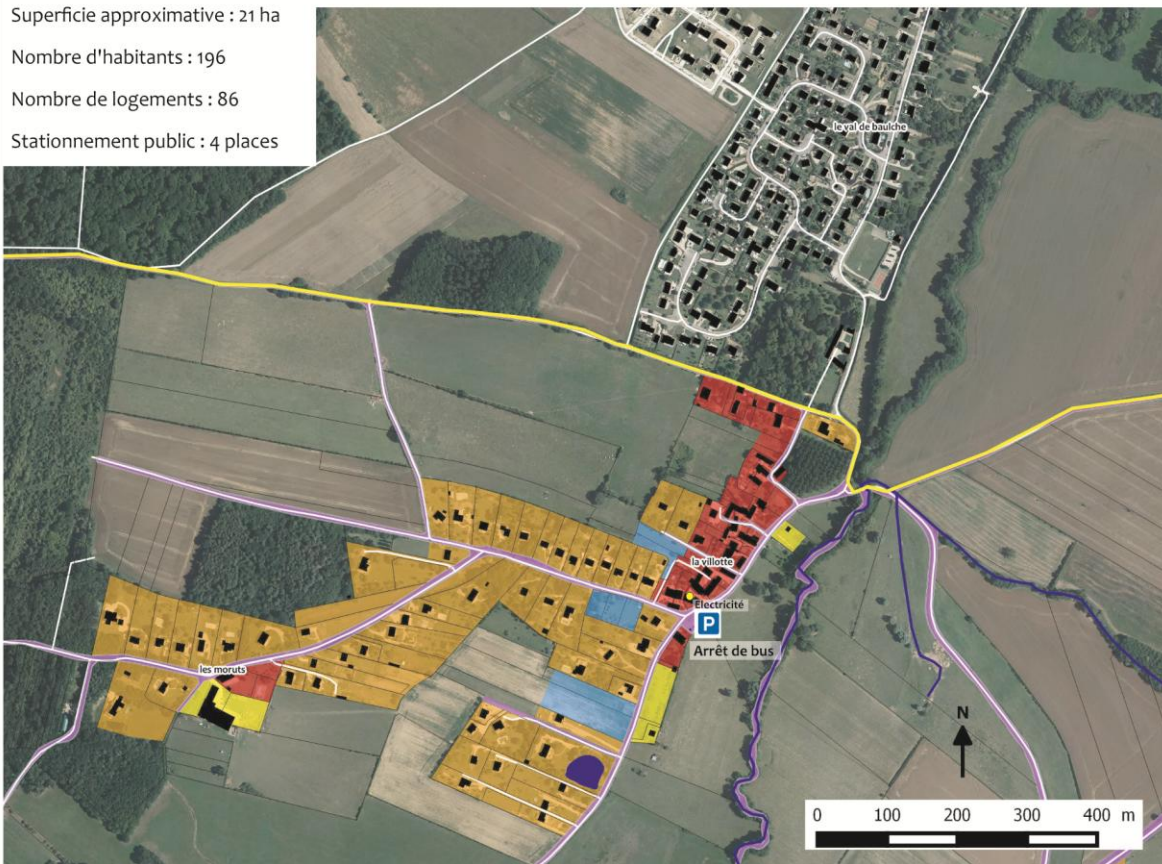 Superficie approximative : 21 ha
Nombre d'habitants : 196
Nombre de logements : 86
Stationnement public : 4 places
le val de baulche
la villotte
Électricité
P
Arrêt de bus
les moruts
N
0 100 200 300 400 m